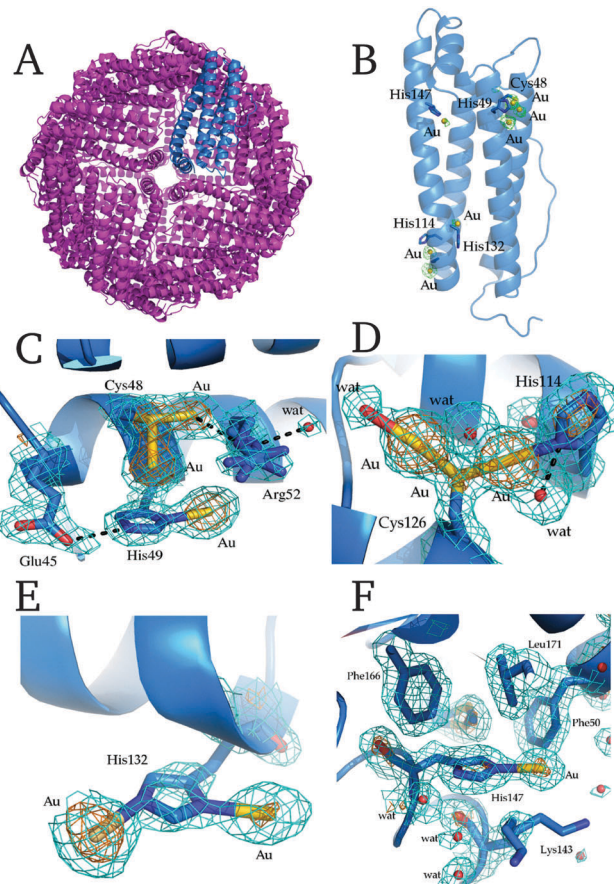 A
B
Cys48
His147
His49
Au
Au
Au
Au
Au
His114
His132
Au
Au
C
Cys48
Au
wat
Au
Arg52
Glu45
His49
Au
D
His114
wat
wat
Au
Au
Au
Cys126
wat
E
His132
Au
Au
F
Leu171
Phe166
Phe50
Au
His147
wat
wat
Lys143
wat